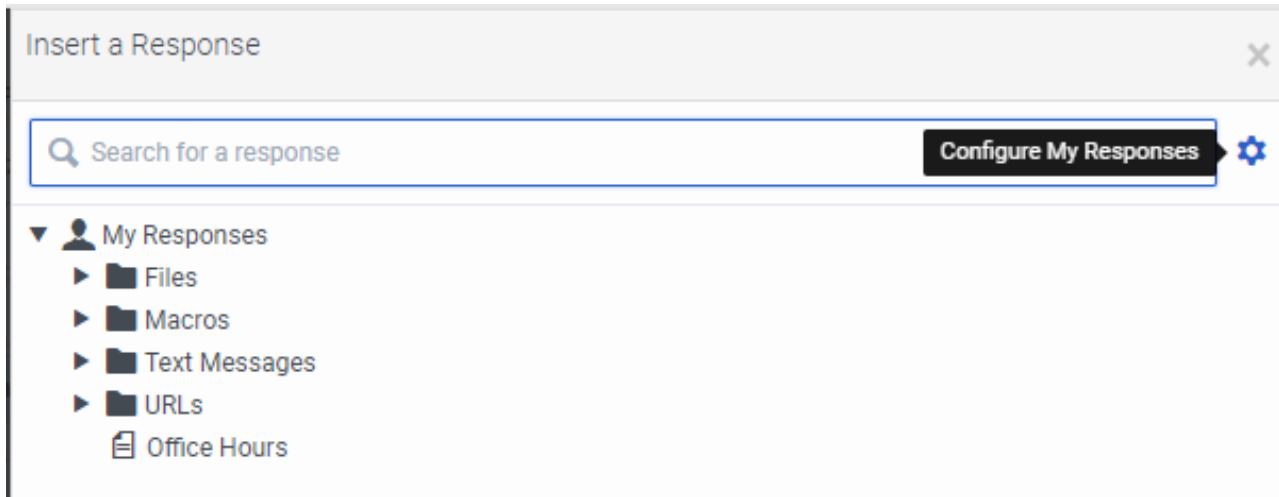 Insert a Response
Search for a response
Configure My Responses
My Responses
Files
Macros
Text Messages
URLs
Office Hours